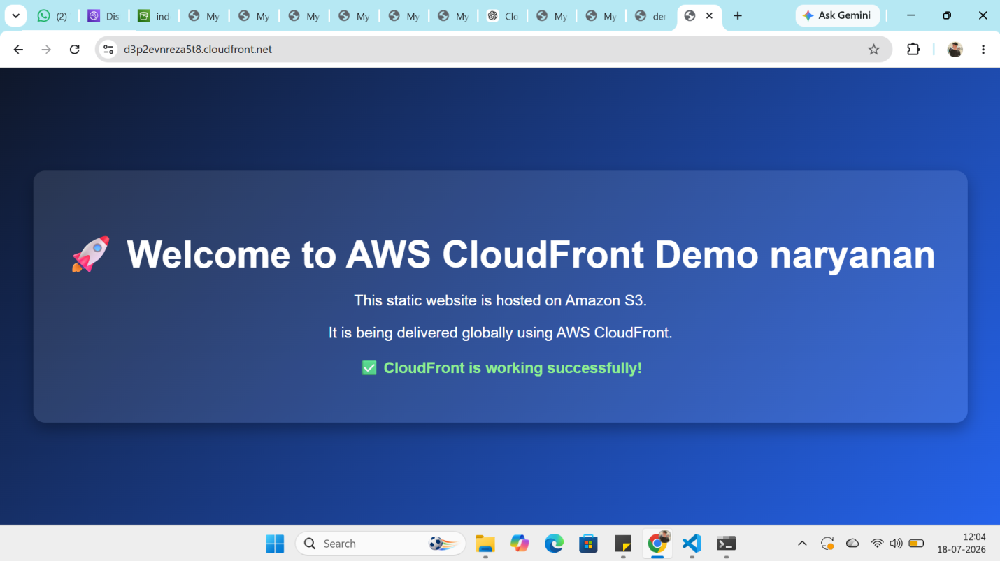 (2)
Dis
ind
My
My
My
My
My
My
Clo
My
My
der
Ask Gemini
d3p2evnreza5t8.cloudfront.net
🚀 Welcome to AWS CloudFront Demo naryanan
This static website is hosted on Amazon S3.
It is being delivered globally using AWS CloudFront.
✅ CloudFront is working successfully!
Search
12:04
18-07-2026